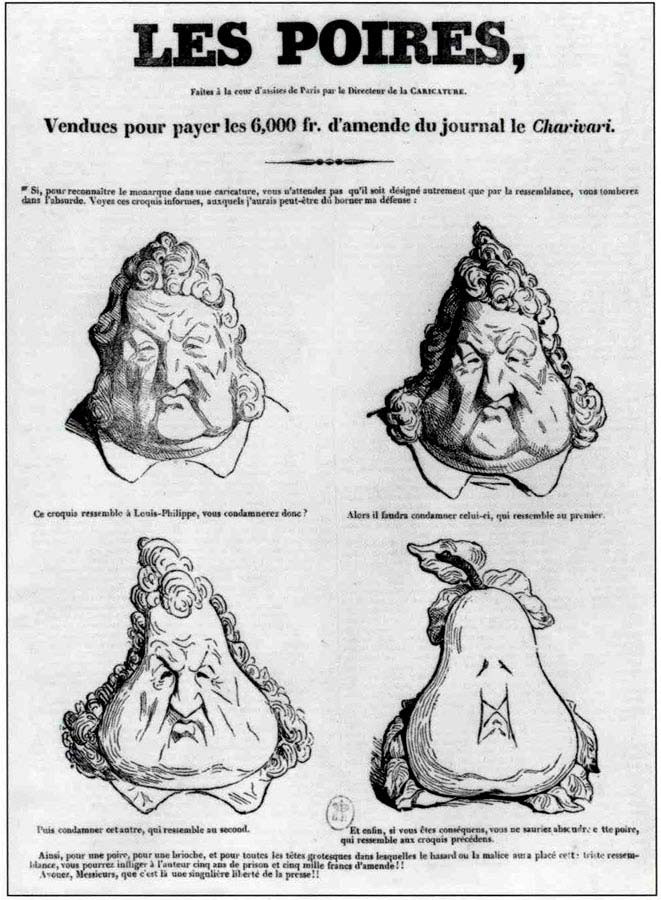 LES POIRES,
Faites à la cour d'assises de Paris par le Directeur de la CARICATURE.
Vendues pour payer les 6,000 fr. d'amende du journal le Charivari.
Si, pour reconnaître le monarque dans une caricature, vous n'attendez pas qu'il soit désigné autrement que par la ressemblance, vous tomberez
dans l'absurde. Voyez ces croquis informes, auxquels j'aurais peut-être dû borner ma défense :
Ce croquis ressemble à Louis-Philippe, vous condamnerez donc ?
Alors il faudra condamner celui-ci, qui ressemble au premier.
Puis condamner cet autre, qui ressemble au second.
Et enfin, si vous êtes conséquens, vous ne sauriez absoudre cette poire,
qui ressemble aux croquis précédens.
Ainsi, pour une poire, pour une brioche, et pour toutes les têtes grotesques dans lesquelles le hasard ou la malice aura placé cette triste ressem-
blance, vous pourrez infliger à l'auteur cinq ans de prison et cinq mille francs d'amende !!
Avouez, Messieurs, que c'est là une singulière liberté de la presse !!